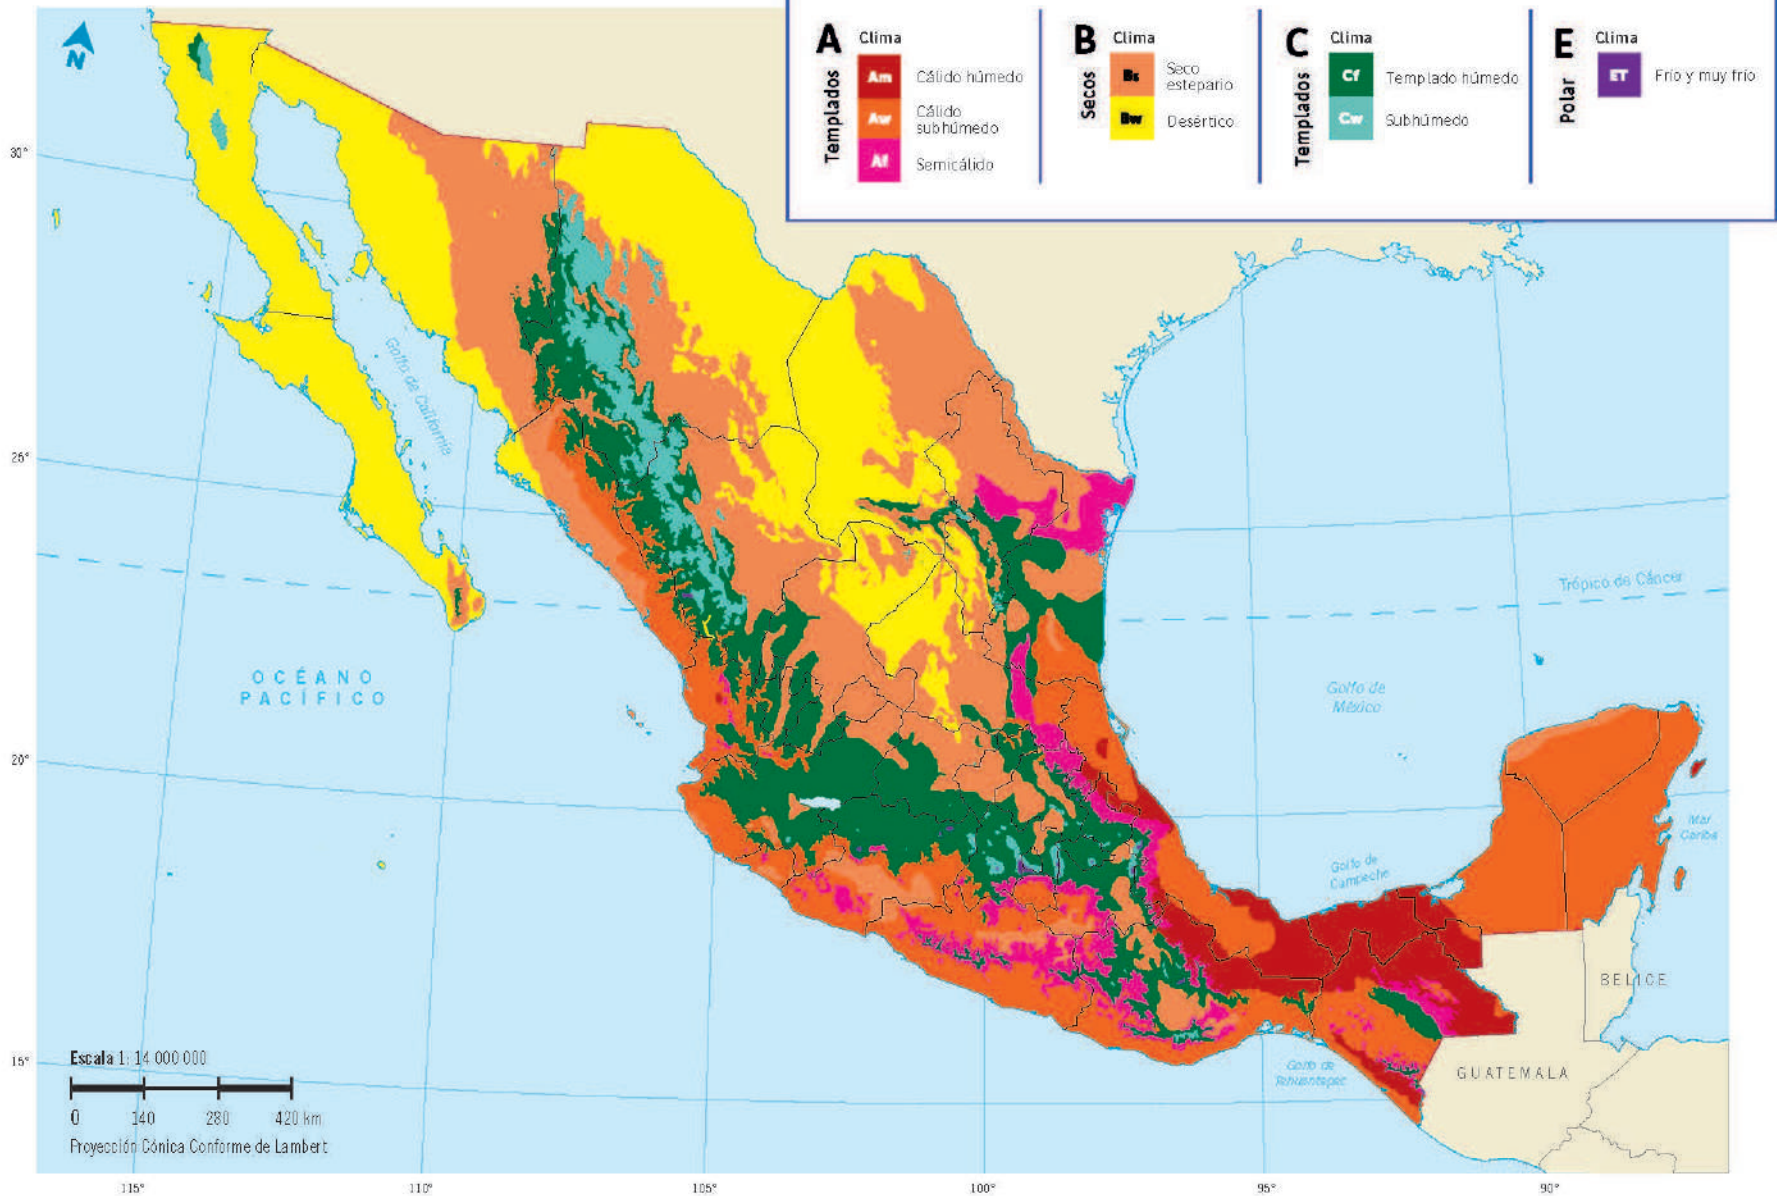 A
Templados
Clima
Am Cálido húmedo
Aw Cálido
subhúmedo
Af Semicálido
B
Secos
Clima
Bs Seco
estepario
Bw Desértico
C
Templados
Clima
Cf Templado húmedo
Cw Subhúmedo
E
Polar
Clima
ET Frío y muy frío
N
30°
25°
20°
15°
Golfo de California
Trópico de Cáncer
OCÉANO
PACÍFICO
Golfo de
México
Mar
Caribe
Golfo de
Campeche
BELICE
GUATEMALA
Golfo de
Tehuantepec
Escala 1: 14 000 000
0 140 280 420 km
Proyección Cónica Conforme de Lambert
115° 110° 105° 100° 95° 90°